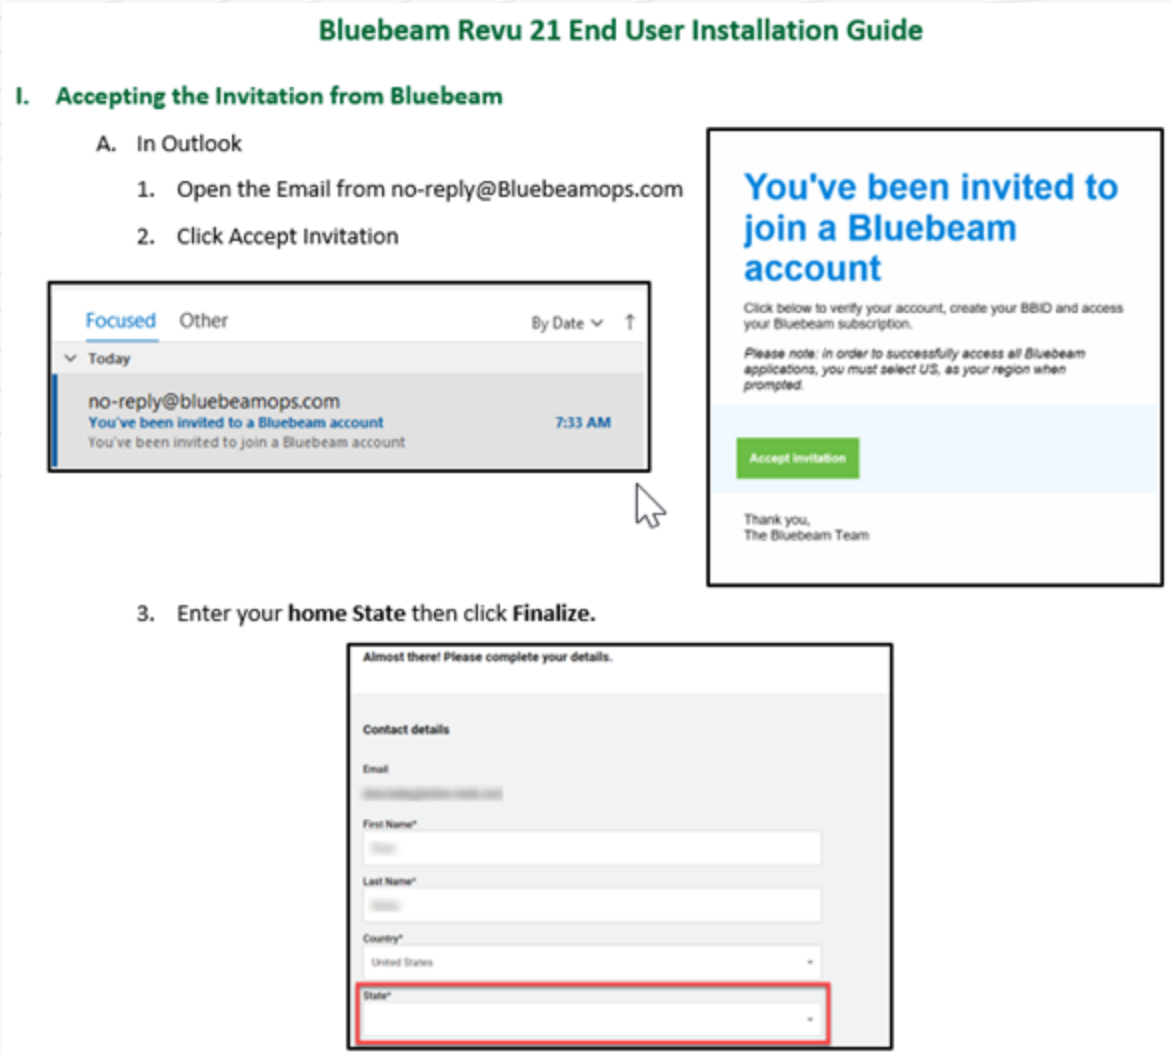 Bluebeam Revu 21 End User Installation Guide
I. Accepting the Invitation from Bluebeam
A. In Outlook
1. Open the Email from no-reply@Bluebeamops.com
2. Click Accept Invitation
Focused Other
By Date
Today
no-reply@bluebeamops.com
You've been invited to a Bluebeam account 7:33 AM
You've been invited to join a Bluebeam account
You've been invited to
join a Bluebeam
account
Click below to verify your account, create your BBID and access
your Bluebeam subscription.
Please note: in order to successfully access all Bluebeam
applications, you must select US, as your region when
prompted.
Accept Invitation
Thank you,
The Bluebeam Team
3. Enter your home State then click Finalize.
Almost there! Please complete your details.
Contact details
Email
First Name*
Last Name*
Country*
United States
State*